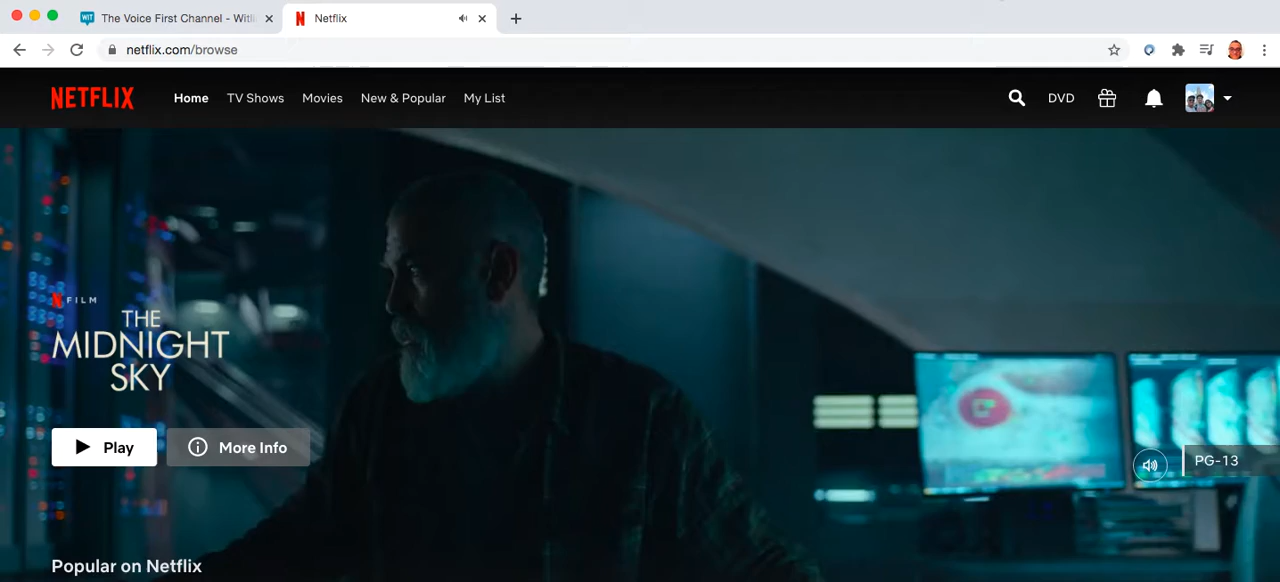 The Voice First Channel - Witli
Netflix
netflix.com/browse
NETFLIX
Home
TV Shows
Movies
New & Popular
My List
DVD
N FILM
THE
MIDNIGHT
SKY
Play
More Info
PG-13
Popular on Netflix